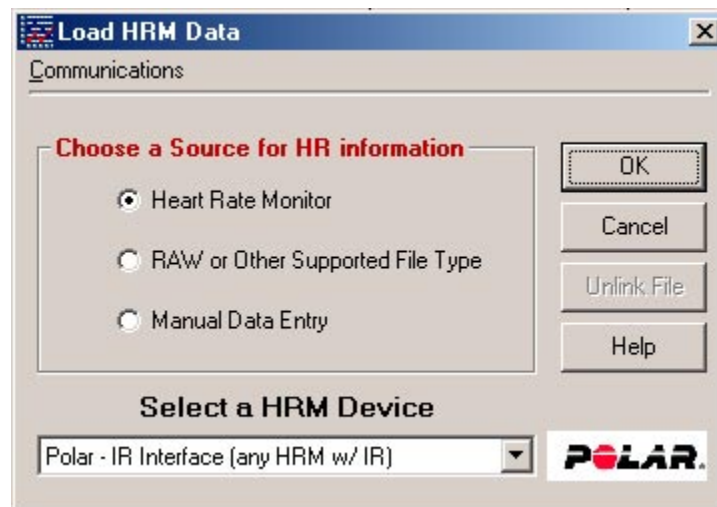 Load HRM Data
Communications
Choose a Source for HR information
Heart Rate Monitor
RAW or Other Supported File Type
Manual Data Entry
OK
Cancel
Unlink File
Help
Select a HRM Device
Polar - IR Interface (any HRM w/ IR)
POLAR.